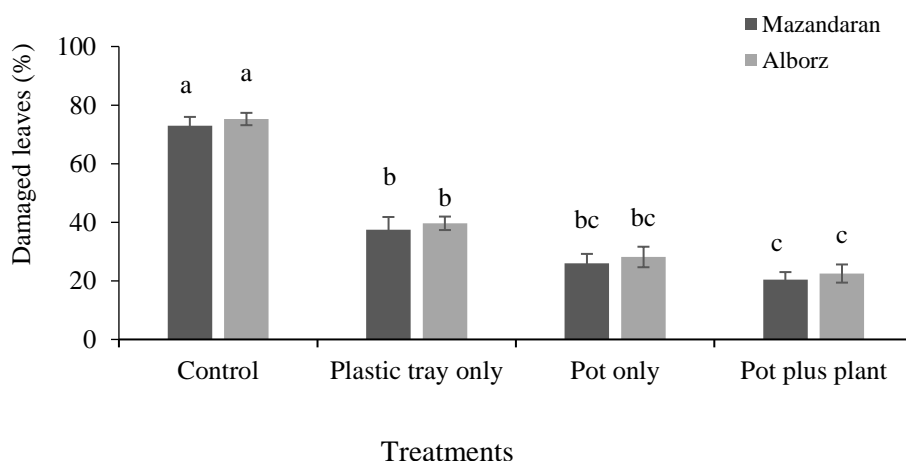 Mazandaran
Alborz
Damaged leaves (%)
100
80
60
40
20
0
a
a
b
b
bc
bc
c
c
Control
Plastic tray only
Pot only
Pot plus plant
Treatments